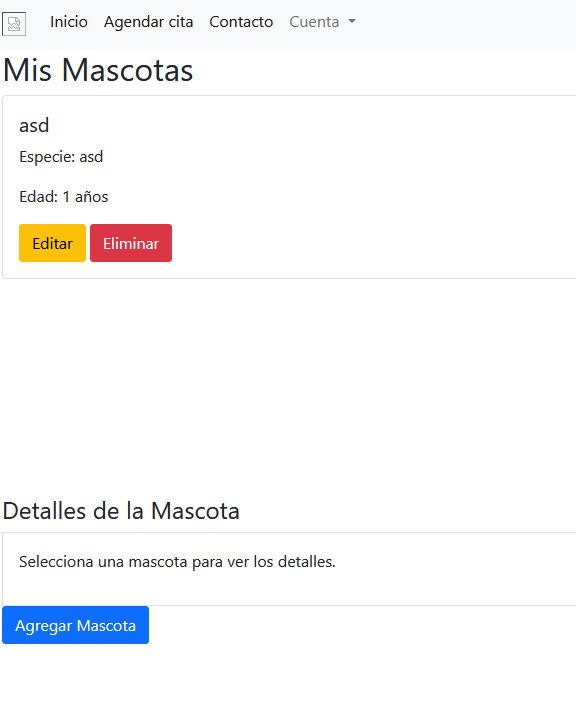 Inicio Agendar cita Contacto Cuenta
Mis Mascotas
asd
Especie: asd
Edad: 1 años
Editar Eliminar
Detalles de la Mascota
Selecciona una mascota para ver los detalles.
Agregar Mascota